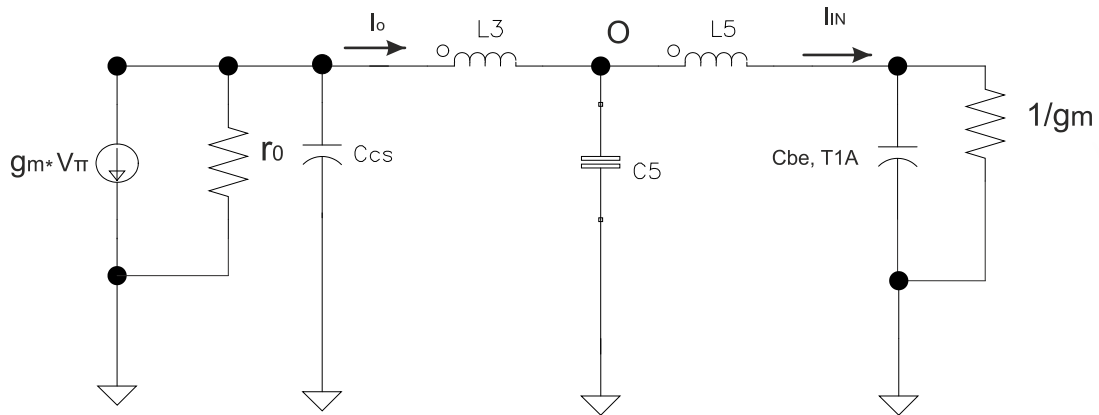 Io
L3
O
L5
IIN
gm* Vπ
r0
Ccs
C5
Cbe, T1A
1/gm